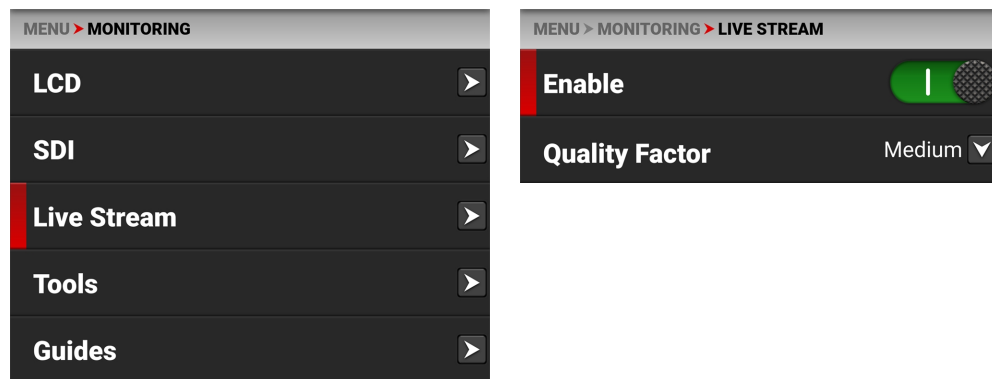 MENU ➤ MONITORING
LCD
SDI
Live Stream
Tools
Guides
MENU ➤ MONITORING ➤ LIVE STREAM
Enable
Quality Factor Medium